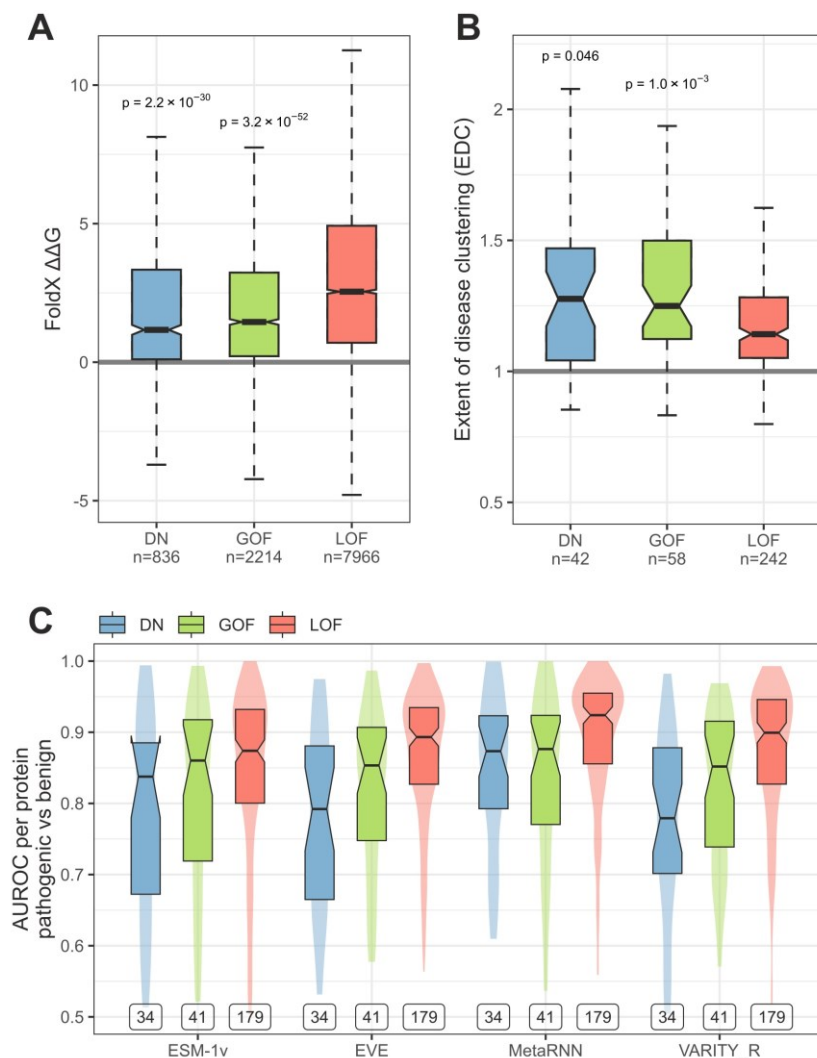 A
B
p = 2.2 × 10⁻³⁰
p = 3.2 × 10⁻⁵²
FoldX ΔΔG
10
5
0
-5
DN
n=836
GOF
n=2214
LOF
n=7966
p = 0.046
p = 1.0 × 10⁻³
Extent of disease clustering (EDC)
2
1.5
1
0.5
DN
n=42
GOF
n=58
LOF
n=242
C
DN GOF LOF
AUROC per protein
pathogenic vs benign
1.0
0.9
0.8
0.7
0.6
0.5
34 41 179 34 41 179 34 41 179 34 41 179
ESM-1v EVE MetaRNN VARITY R